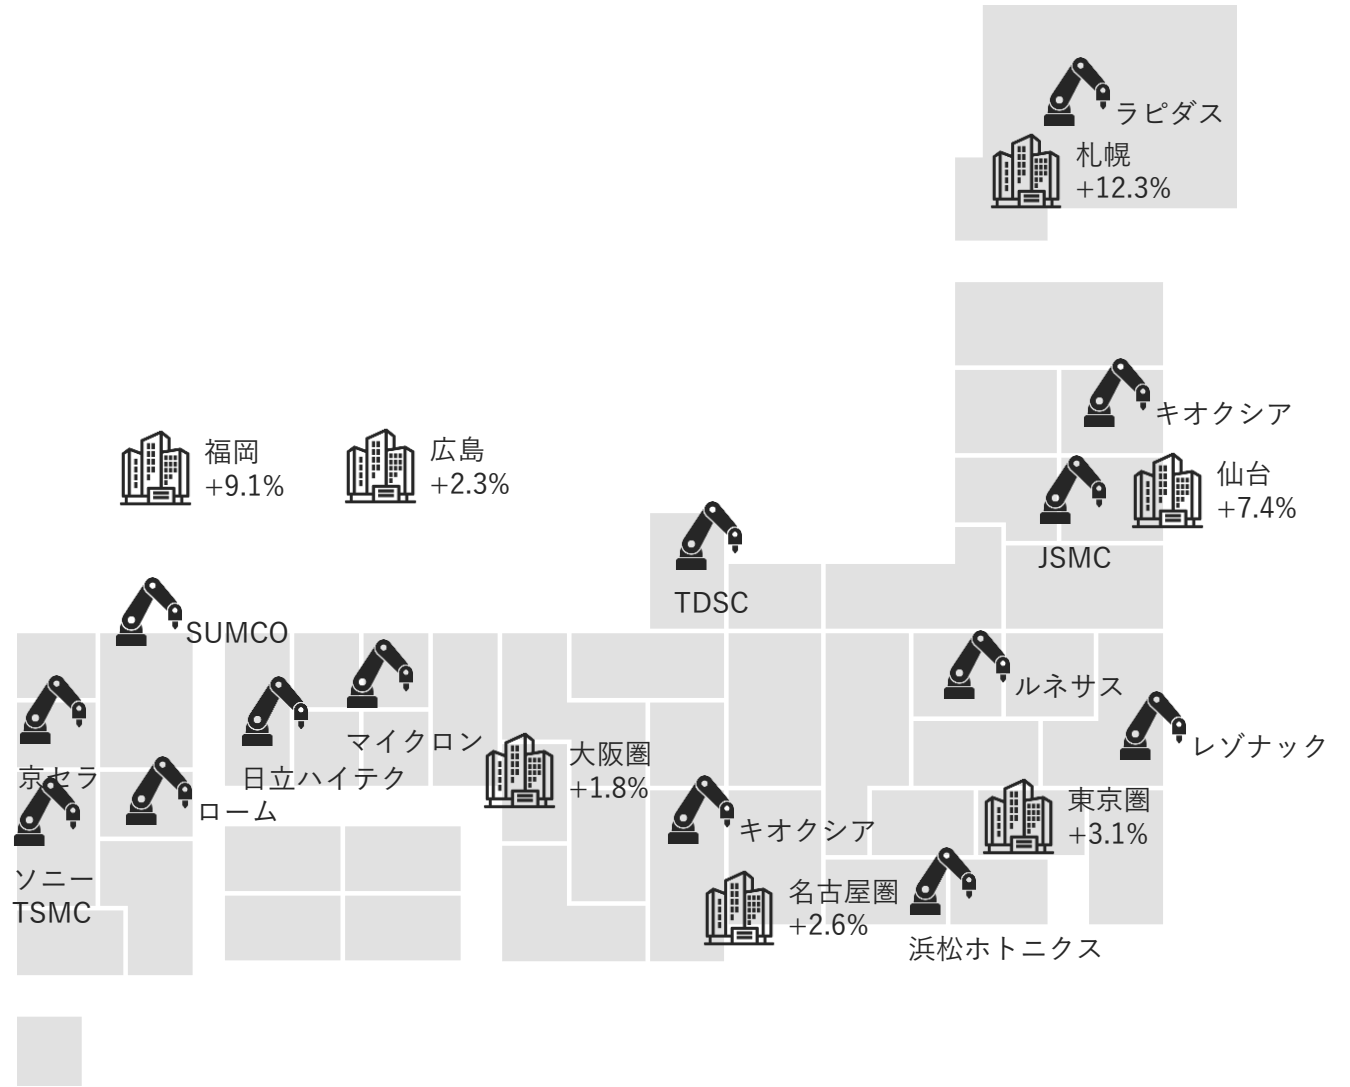 ラピダス
札幌
+12.3%
キオクシア
福岡
+9.1%
広島
+2.3%
仙台
+7.4%
JSMC
TDSC
SUMCO
ルネサス
マイクロン
レゾナック
京セラ
日立ハイテク
大阪圏
+1.8%
ローム
キオクシア
東京圏
+3.1%
ソニー
TSMC
名古屋圏
+2.6%
浜松ホトニクス